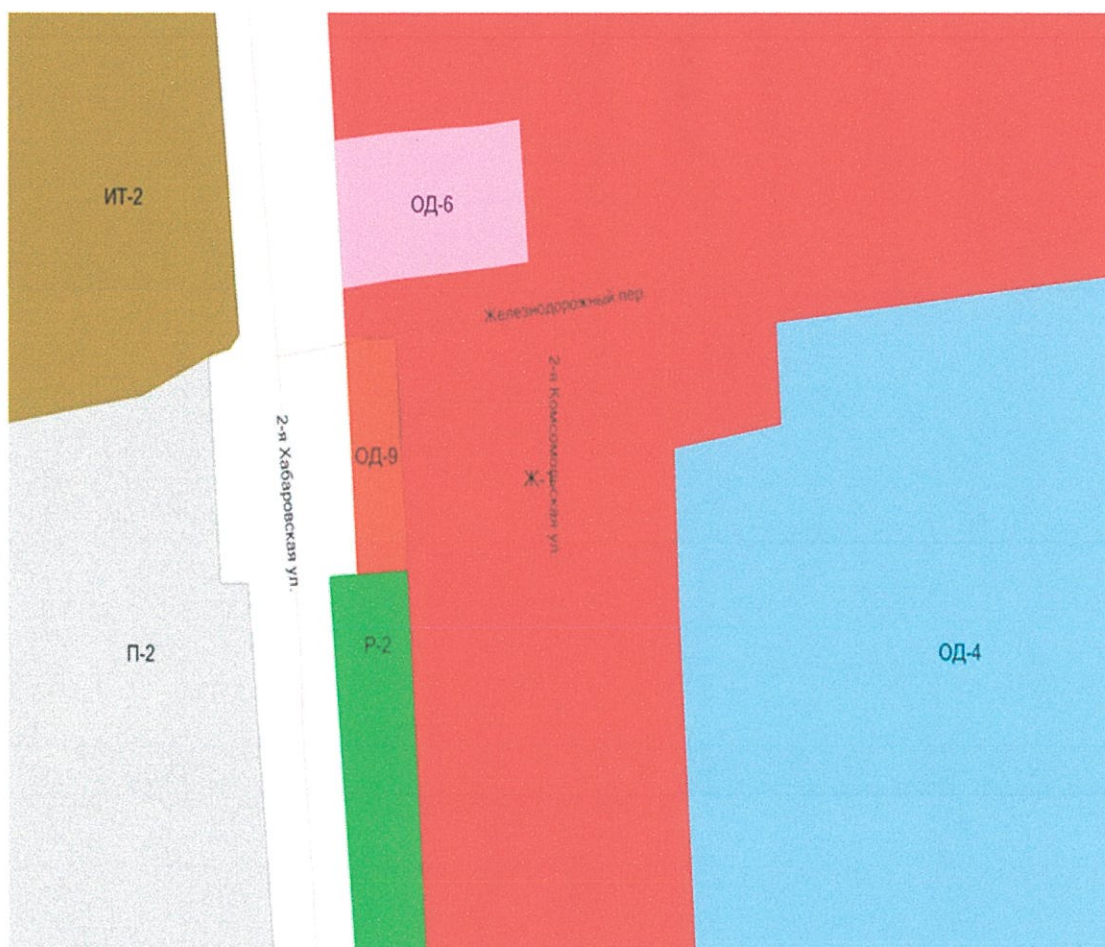 ИТ-2
ОД-6
Железнодорожный пер.
2-я Комсомольская ул.
2-я Хабаровская ул.
ОД-9
Ж-
Р-2
П-2
ОД-4